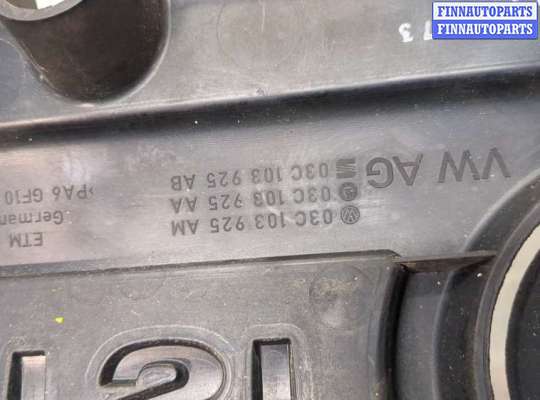 FINNAUTOPARTS
FINNAUTOPARTS
VW AG
03C 103 925 AB
03C 103 925 AA
03C 103 925 AM
>PA6 GF10
German
ETM